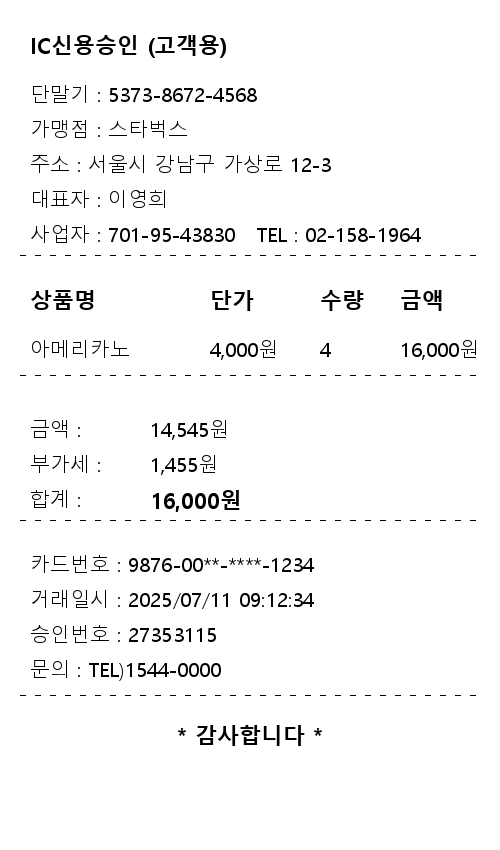 IC신용승인 (고객용)
단말기 : 5373-8672-4568
가맹점 : 스타벅스
주소 : 서울시 강남구 가상로 12-3
대표자 : 이영희
사업자 : 701-95-43830 TEL : 02-158-1964
상품명 단가 수량 금액
아메리카노 4,000원 4 16,000원
금액 : 14,545원
부가세 : 1,455원
합계 : 16,000원
카드번호 : 9876-00**-****-1234
거래일시 : 2025/07/11 09:12:34
승인번호 : 27353115
문의 : TEL)1544-0000
* 감사합니다 *